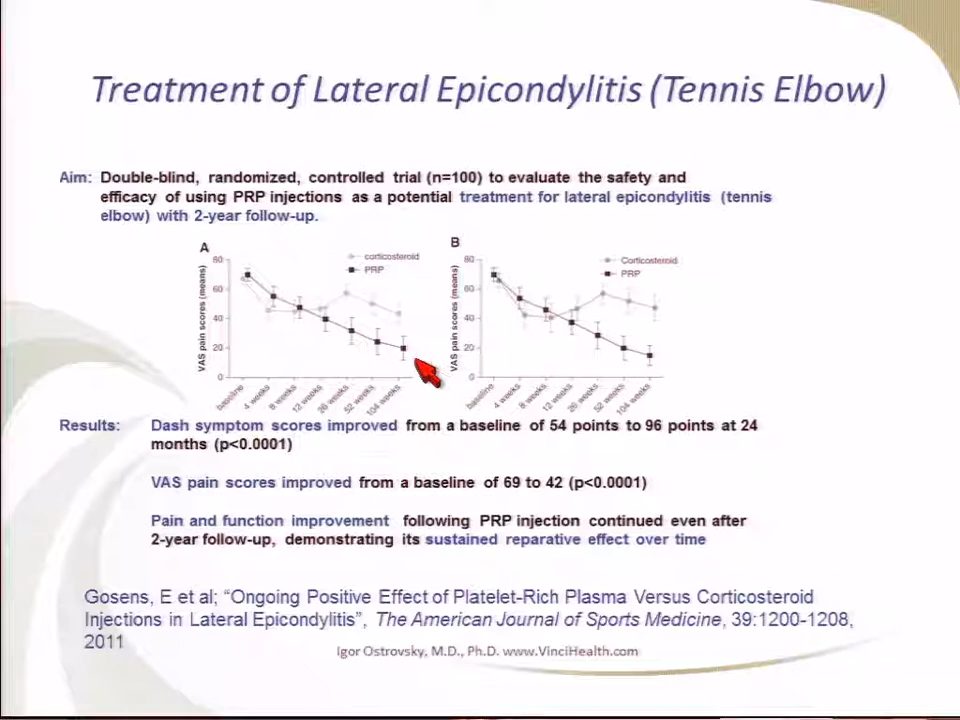 Treatment of Lateral Epicondylitis (Tennis Elbow)
Aim: Double-blind, randomized, controlled trial (n=100) to evaluate the safety and
efficacy of using PRP injections as a potential treatment for lateral epicondylitis (tennis
elbow) with 2-year follow-up.
A
corticosteroid
PRP
VAS pain scores (means)
80
60
40
20
0
baseline
4 weeks
8 weeks
12 weeks
26 weeks
52 weeks
104 weeks
B
Corticosteroid
PRP
VAS pain scores (means)
80
60
40
20
0
baseline
4 weeks
8 weeks
12 weeks
26 weeks
52 weeks
104 weeks
Results: Dash symptom scores improved from a baseline of 54 points to 96 points at 24
months (p<0.0001)
VAS pain scores improved from a baseline of 69 to 42 (p<0.0001)
Pain and function improvement following PRP injection continued even after
2-year follow-up, demonstrating its sustained reparative effect over time
Gosens, E et al; “Ongoing Positive Effect of Platelet-Rich Plasma Versus Corticosteroid
Injections in Lateral Epicondylitis”, The American Journal of Sports Medicine, 39:1200-1208,
2011
Igor Ostrovsky, M.D., Ph.D. www.VinciHealth.com